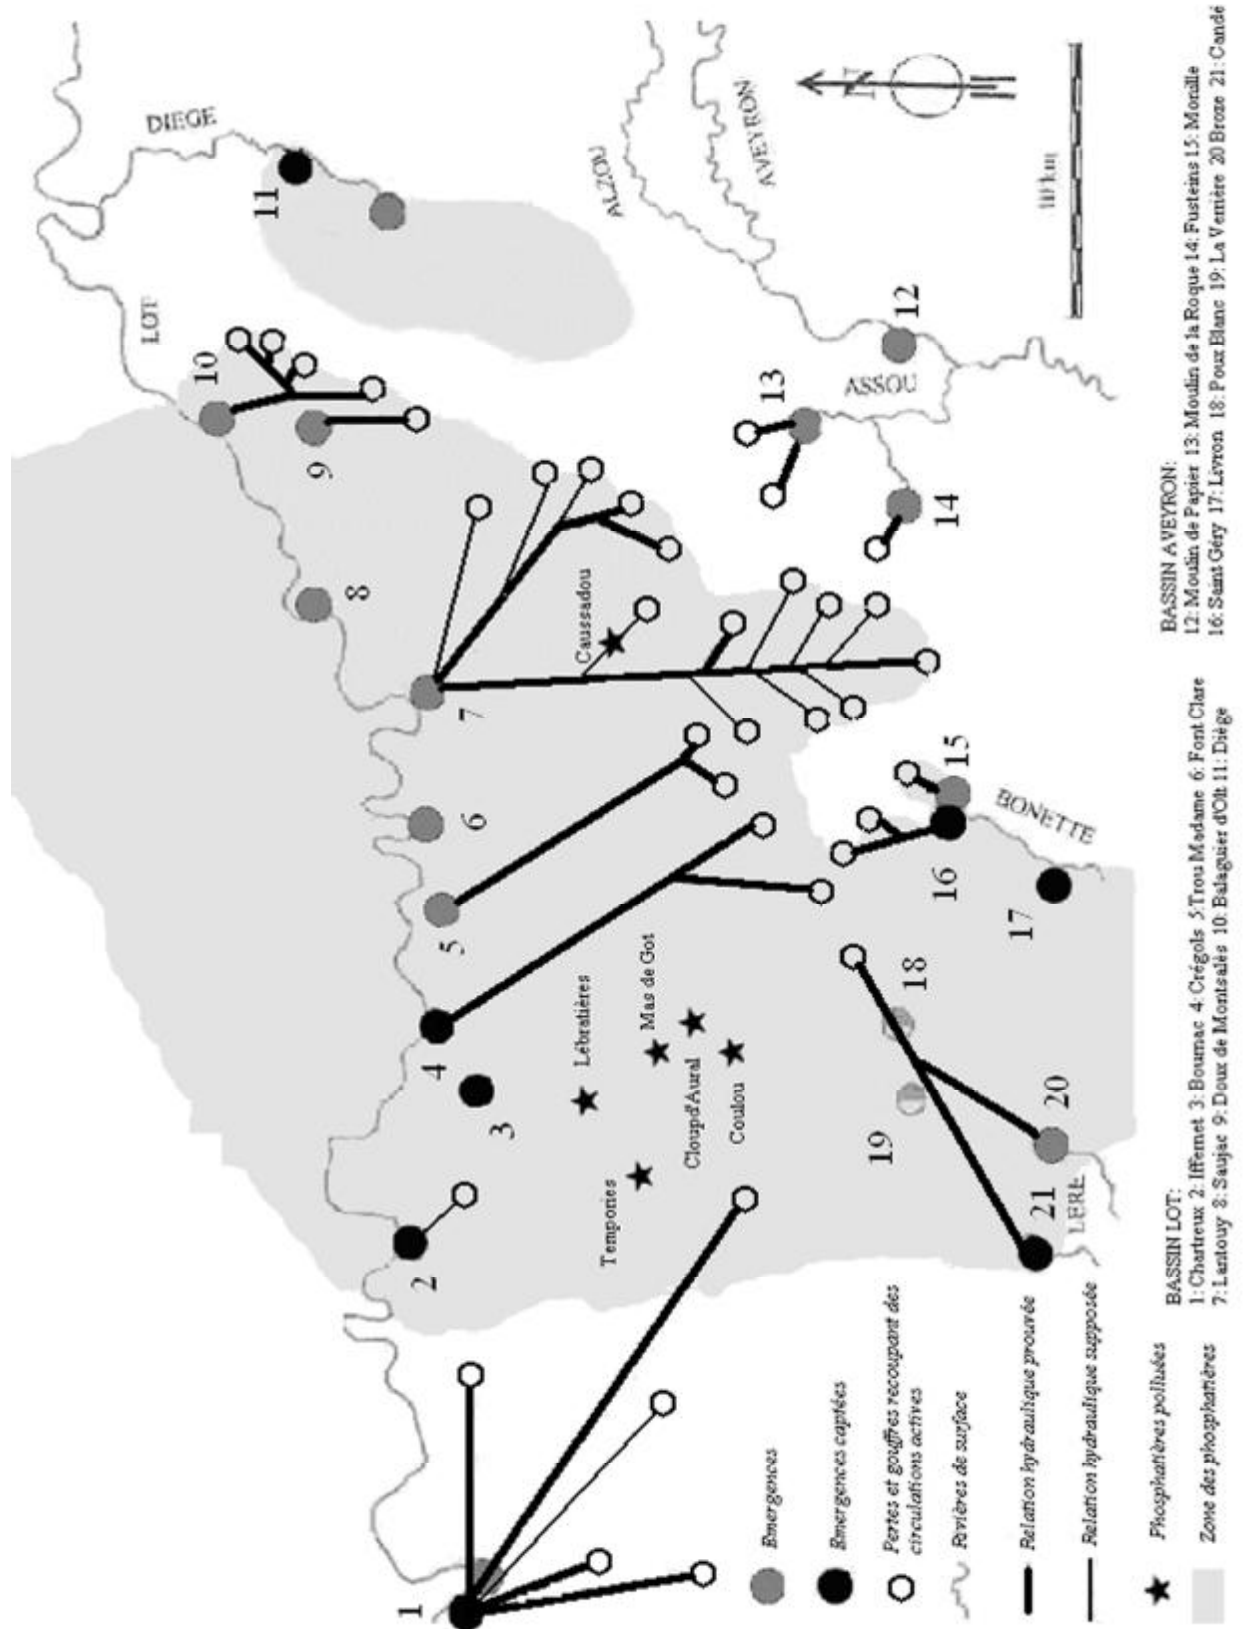 DIEGE
LOT
11
10
9
8
7
6
5
4
3
2
1
ALZOU
AVEYRON
N
10 km
12
13
ASSOU
14
Caussadou
15
BONETTE
16
17
18
19
20
21
LERE
Lébratières
Mas de Got
Cloup d'Aural
Coulou
Tempories
Emergences
Emergences captées
Pertes et gouffres recoupant des
circulations actives
Rivières de surface
Relation hydraulique prouvée
Relation hydraulique supposée
Phosphatières polluées
Zone des phosphatières
BASSIN LOT:
1: Chartreux 2: Iffernet 3: Bournac 4: Crégols 5:Trou Madame 6: Font Clare
7: Lantouy 8: Saujac 9: Doux de Montsalès 10: Balaguier d'Olt 11: Diège
BASSIN AVEYRON:
12: Moulin de Papier 13: Moulin de la Roque 14: Fusteins 15: Monille
16: Saint Géry 17: Livron 18: Poux Blanc 19: La Verrière 20 Broze 21: Candé